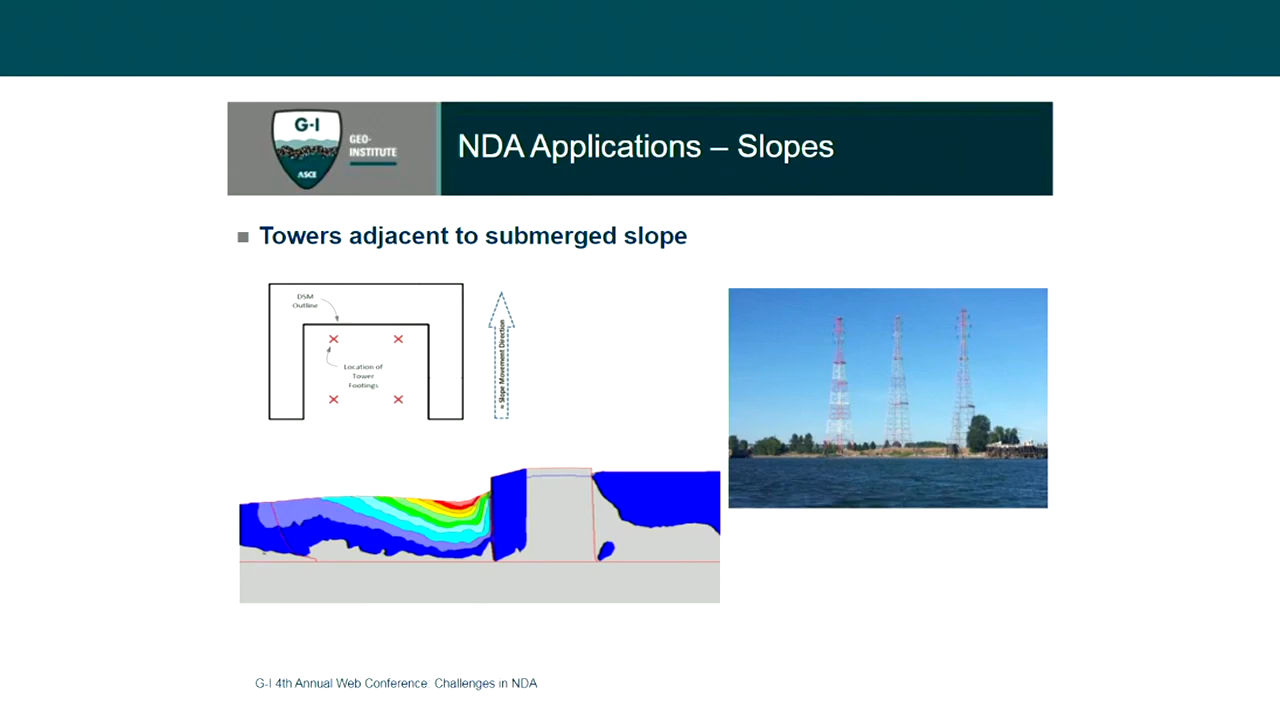 G-I
GEO-
INSTITUTE
ASCE
NDA Applications – Slopes
Towers adjacent to submerged slope
DSM
Outline
Location of
Tower
Footings
≈ Slope Movement Direction
G-I 4th Annual Web Conference: Challenges in NDA